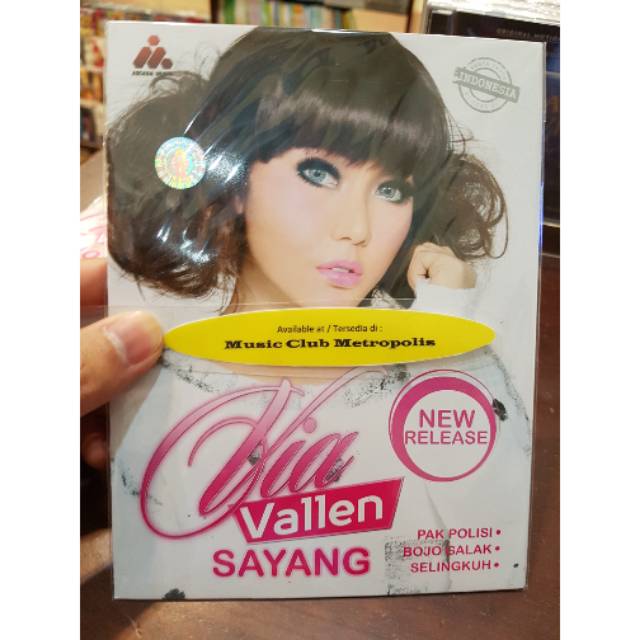 INDONESIA
Available at / Tersedia di :
Music Club Metropolis
NEW
RELEASE
Via
Vallen
SAYANG
PAK POLISI •
BOJO GALAK •
SELINGKUH •